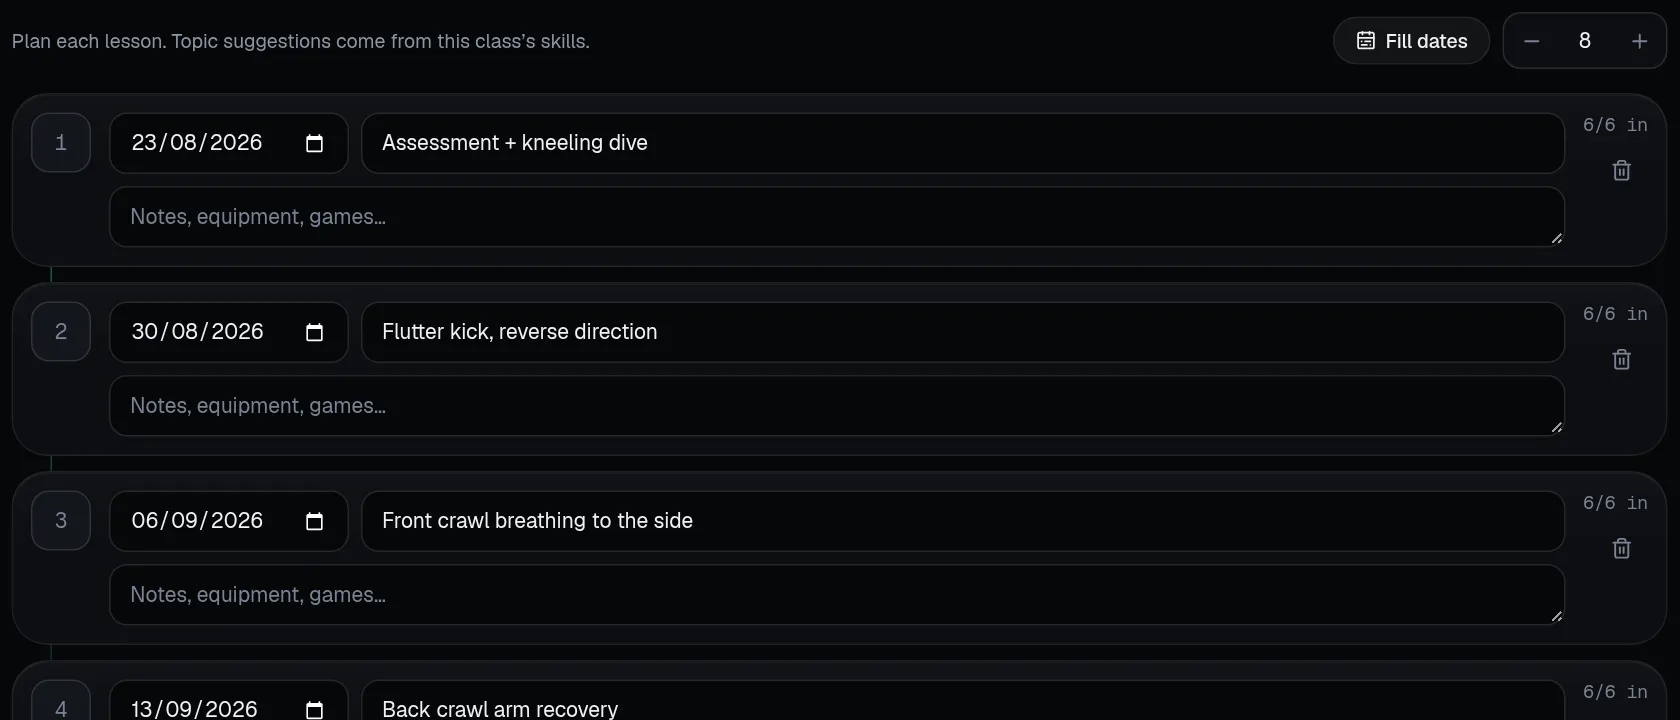 Plan each lesson. Topic suggestions come from this class’s skills.
Fill dates
8
1
23/08/2026
Assessment + kneeling dive
6/6 in
Notes, equipment, games…
2
30/08/2026
Flutter kick, reverse direction
6/6 in
Notes, equipment, games…
3
06/09/2026
Front crawl breathing to the side
6/6 in
Notes, equipment, games…
4
13/09/2026
Back crawl arm recovery
6/6 in